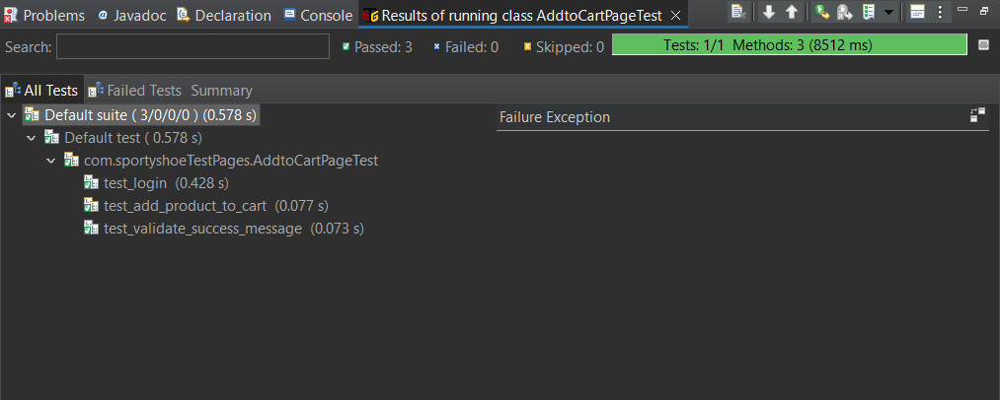 Problems @ Javadoc Declaration Console Results of running class AddtoCartPageTest
Search: Passed: 3 Failed: 0 Skipped: 0 Tests: 1/1 Methods: 3 (8512 ms)
All Tests Failed Tests Summary
Default suite ( 3/0/0/0 ) (0.578 s) Failure Exception
Default test ( 0.578 s)
com.sportyshoeTestPages.AddtoCartPageTest
test_login (0.428 s)
test_add_product_to_cart (0.077 s)
test_validate_success_message (0.073 s)